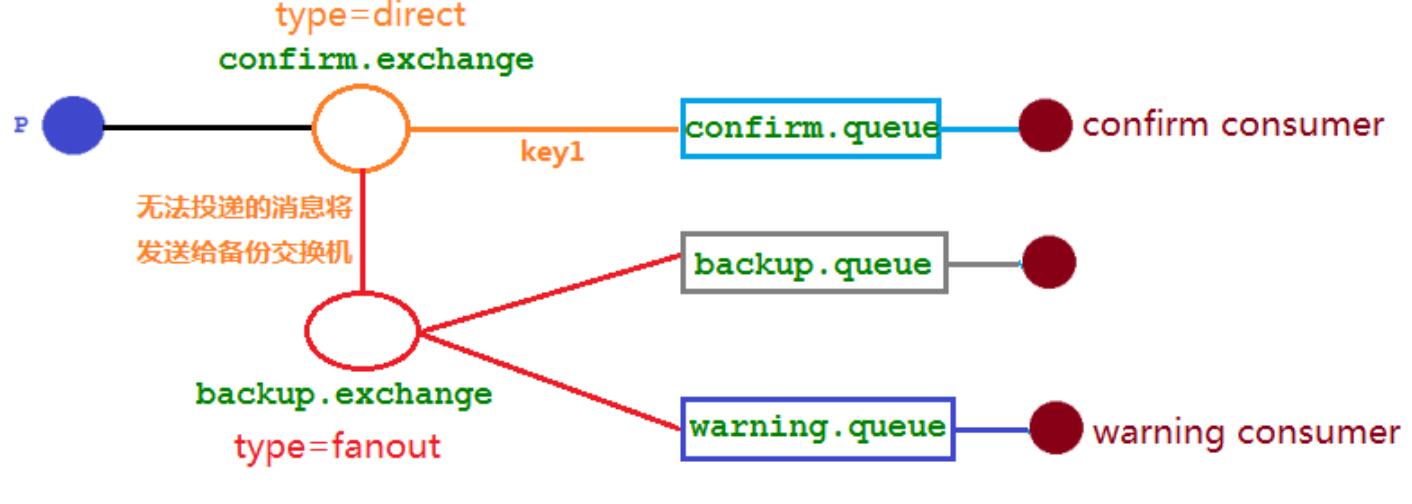 type=direct
confirm.exchange
P
confirm.queue
confirm consumer
key1
无法投递的消息将
发送给备份交换机
backup.queue
backup.exchange
type=fanout
warning.queue
warning consumer